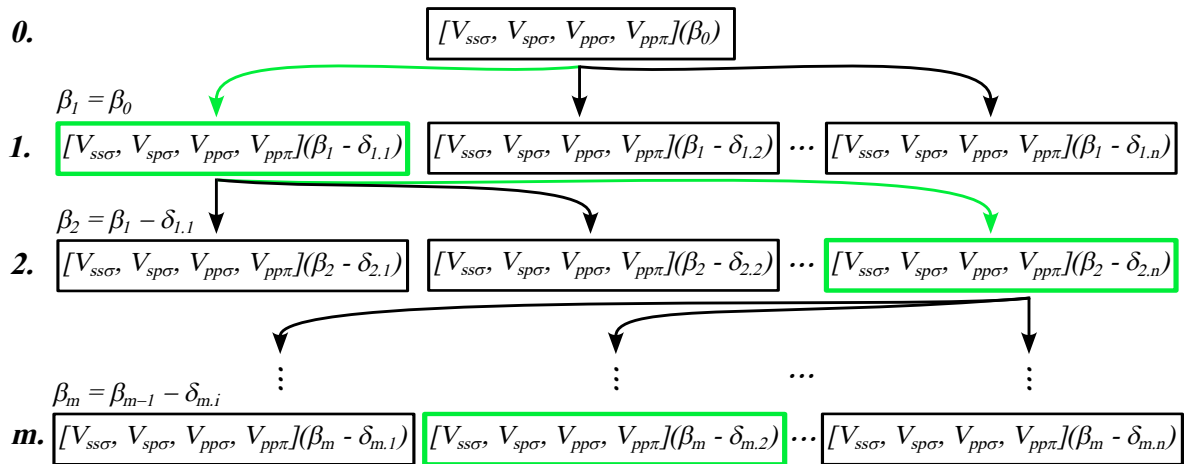 0. [Vssσ, Vspσ, Vppσ, Vppπ](β0)
β1 = β0
1. [Vssσ, Vspσ, Vppσ, Vppπ](β1 - δ1.1) [Vssσ, Vspσ, Vppσ, Vppπ](β1 - δ1.2) ... [Vssσ, Vspσ, Vppσ, Vppπ](β1 - δ1.n)
β2 = β1 − δ1.1
2. [Vssσ, Vspσ, Vppσ, Vppπ](β2 - δ2.1) [Vssσ, Vspσ, Vppσ, Vppπ](β2 - δ2.2) ... [Vssσ, Vspσ, Vppσ, Vppπ](β2 - δ2.n)
⋮ ⋮ ... ⋮
βm = βm−1 − δm.i
m. [Vssσ, Vspσ, Vppσ, Vppπ](βm - δm.1) [Vssσ, Vspσ, Vppσ, Vppπ](βm - δm.2) ... [Vssσ, Vspσ, Vppσ, Vppπ](βm - δm.n)